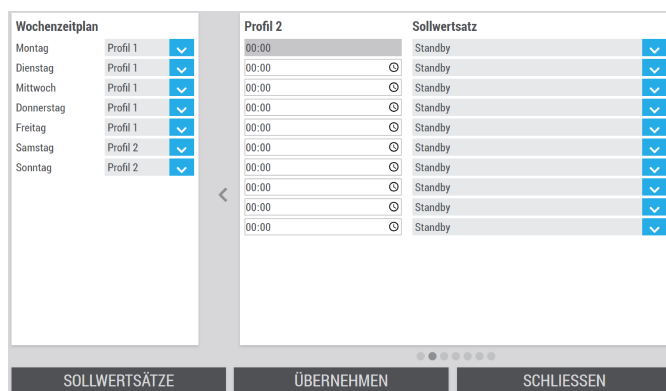 Wochenzeitplan
Montag Profil 1
Dienstag Profil 1
Mittwoch Profil 1
Donnerstag Profil 1
Freitag Profil 1
Samstag Profil 2
Sonntag Profil 2
Profil 2 Sollwertsatz
00:00 Standby
00:00 Standby
00:00 Standby
00:00 Standby
00:00 Standby
00:00 Standby
00:00 Standby
00:00 Standby
00:00 Standby
00:00 Standby
SOLLWERTSÄTZE ÜBERNEHMEN SCHLIESSEN